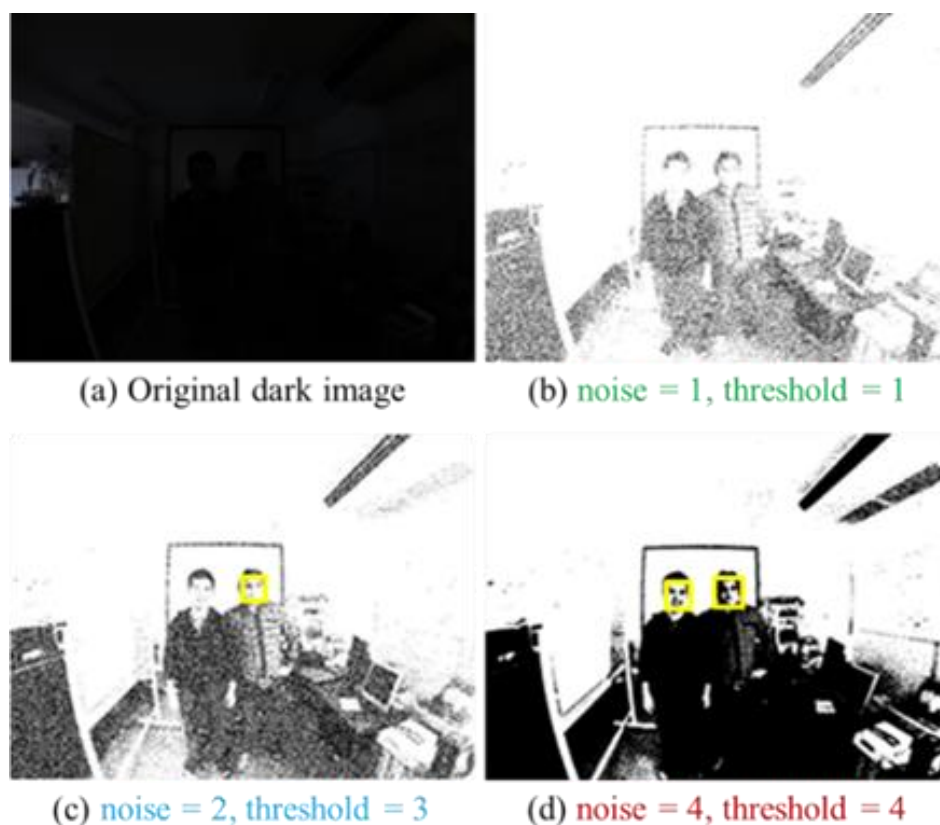 (a) Original dark image
(b) noise = 1, threshold = 1
(c) noise = 2, threshold = 3
(d) noise = 4, threshold = 4